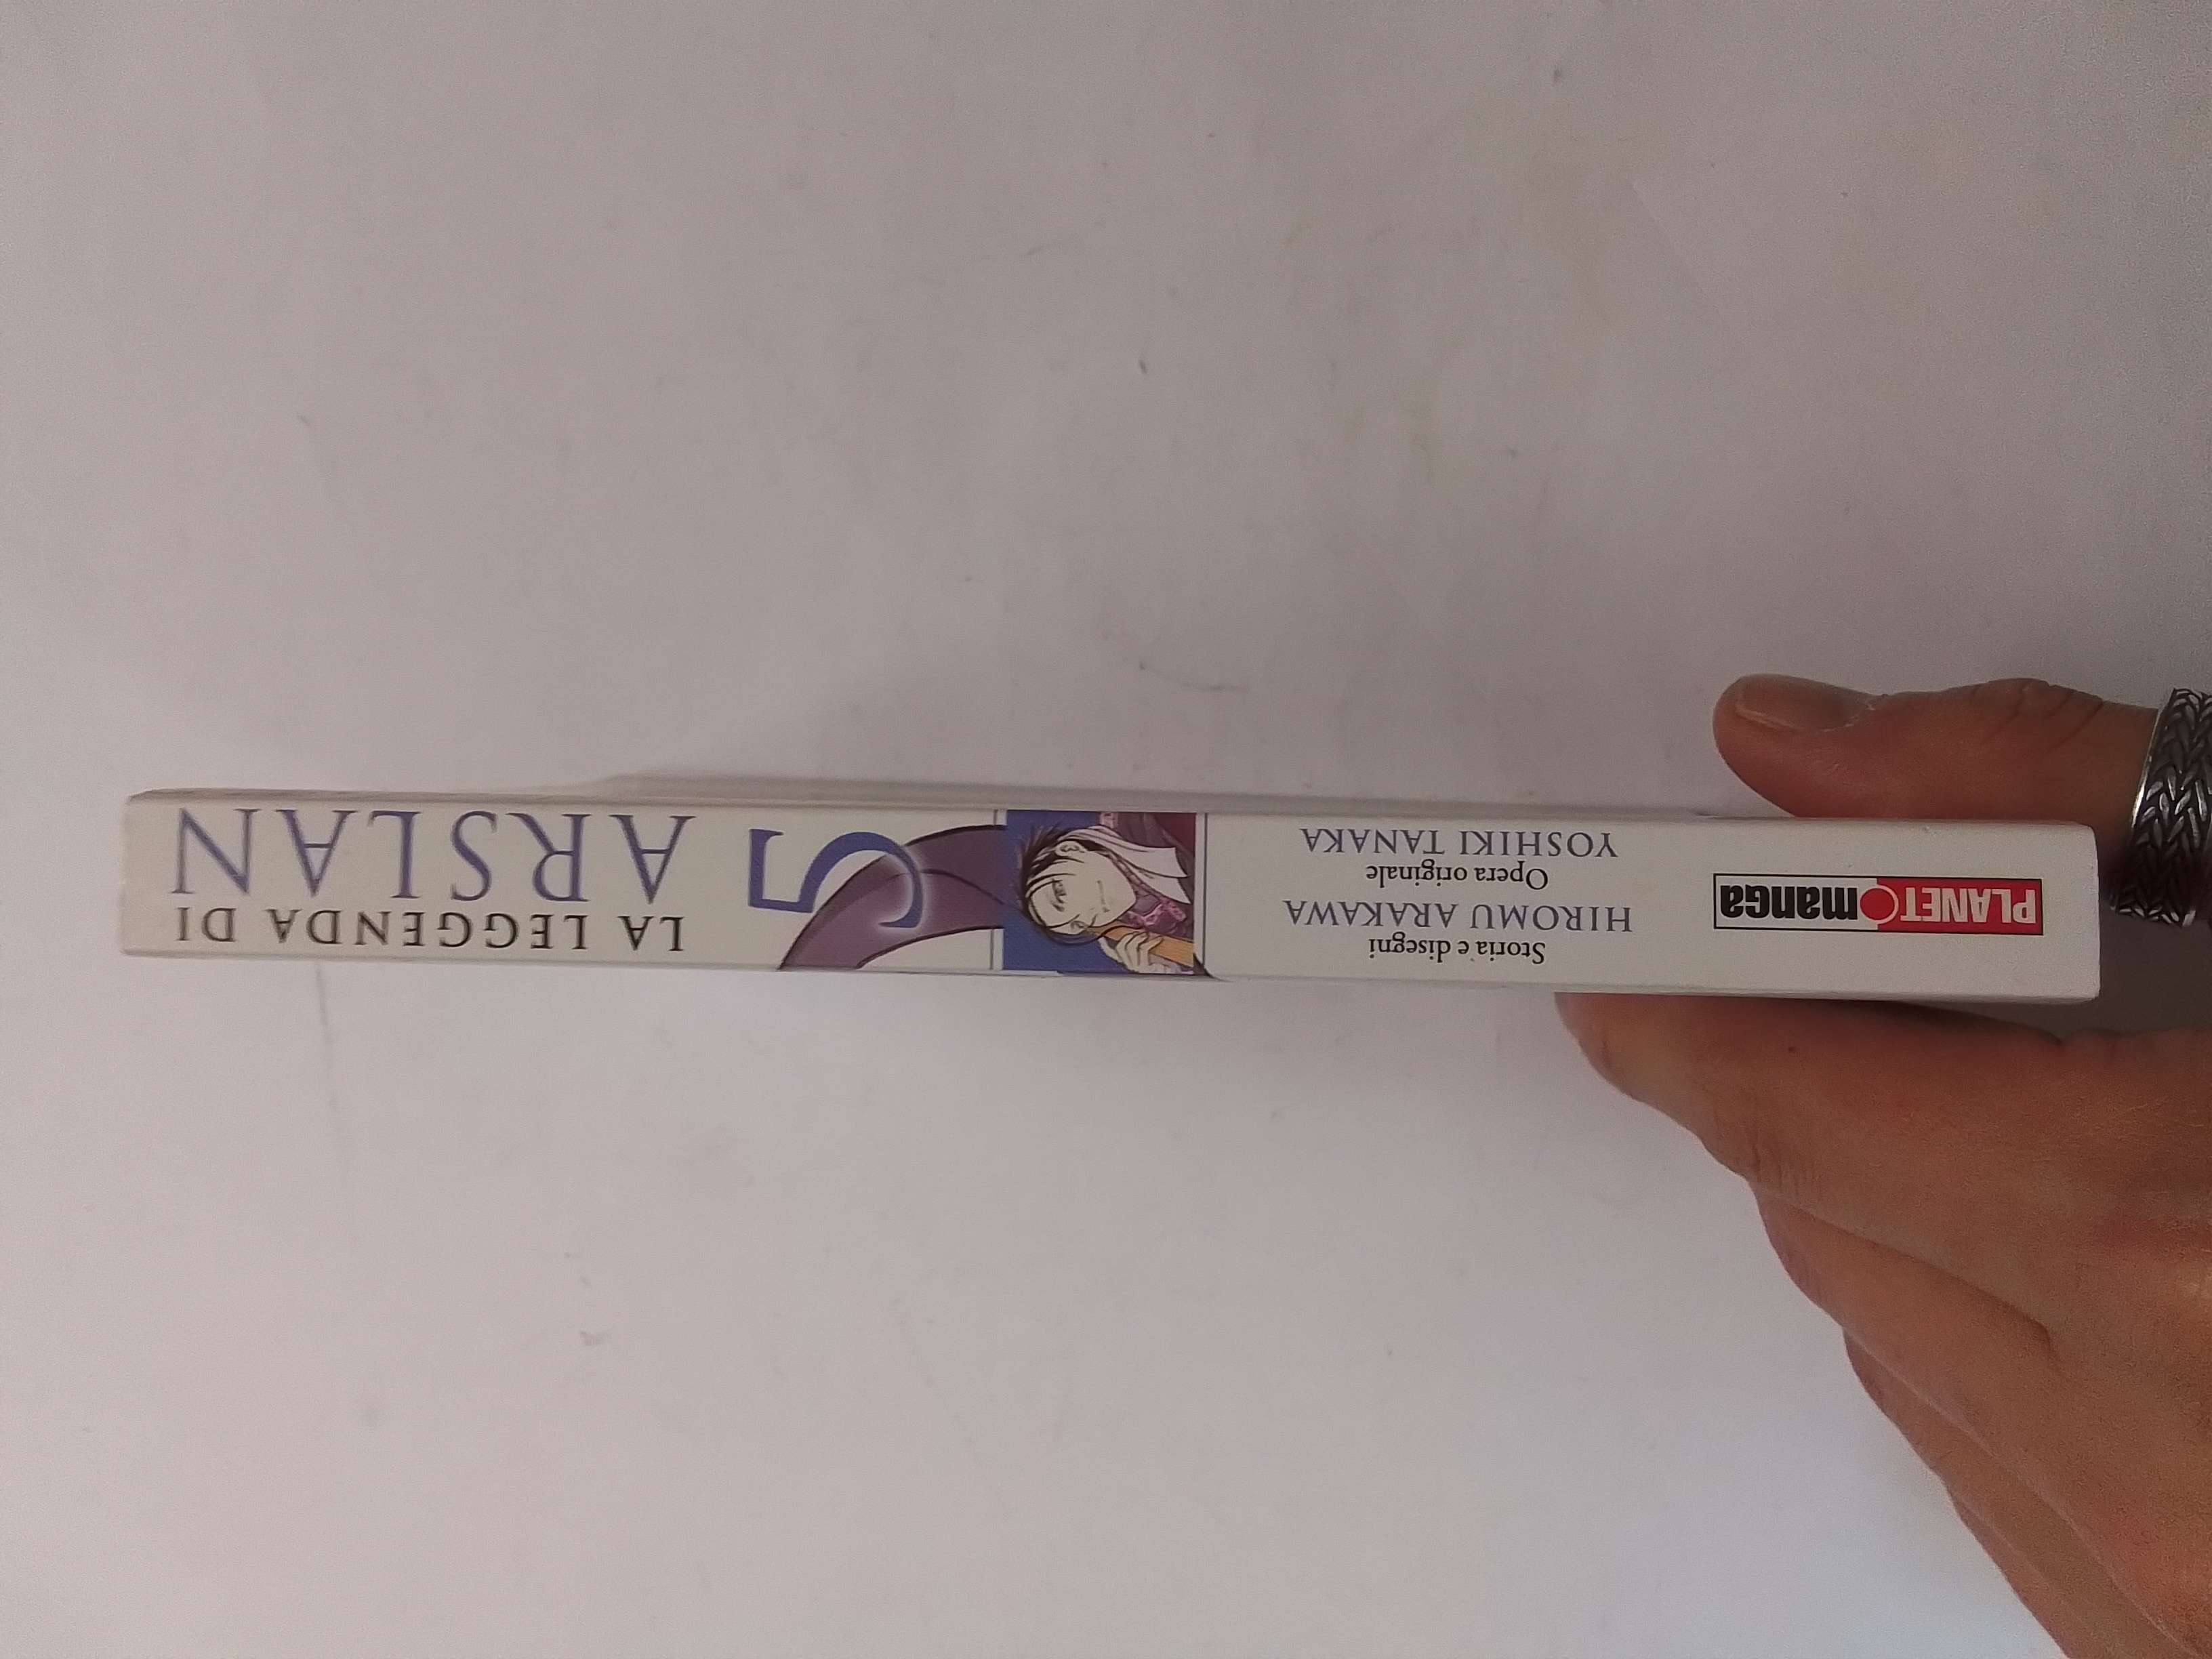 LA LEGGENDA DI
ARSLAN
5
Storia e disegni
HIROMU ARAKAWA
Opera originale
YOSHIKI TANAKA
PLANET manga